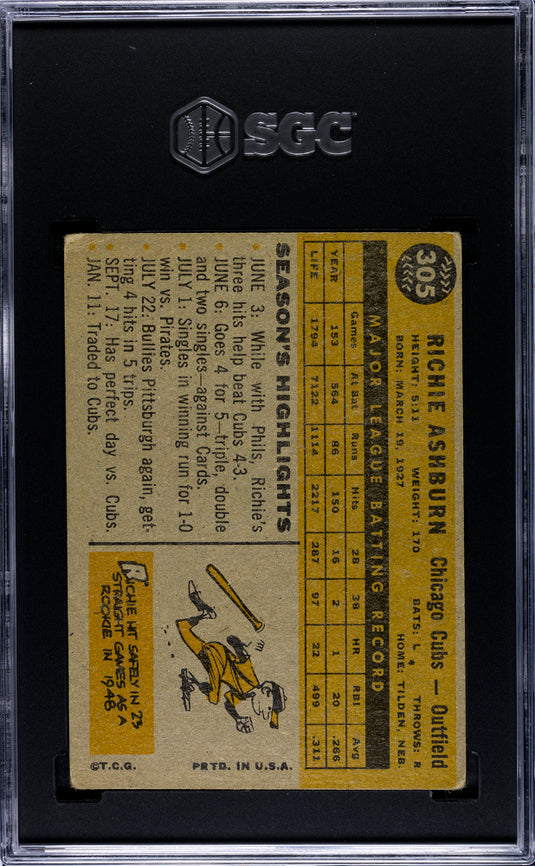 SGC
305
RICHIE ASHBURN Chicago Cubs — Outfield
HEIGHT: 5:11 WEIGHT: 170 BATS: L THROWS: R
BORN: MARCH 19, 1927 HOME: TILDEN, NEB.
MAJOR LEAGUE BATTING RECORD
Games At Bat Runs Hits 2B 3B HR RBI Avg
YEAR 153 564 86 150 16 2 1 20 .266
LIFE 1794 7122 1114 2217 287 97 22 499 .311
SEASON'S HIGHLIGHTS
• JUNE 3: While with Phils, Richie's
three hits help beat Cubs 4-3.
• JUNE 6: Goes 4 for 5—triple, double
and two singles—against Cards.
• JULY 1: Singles in winning run for 1-0
win vs. Pirates.
• JULY 22: Bullies Pittsburgh again, get-
ting 4 hits in 5 trips.
• SEPT. 17: Has perfect day vs. Cubs.
• JAN. 11: Traded to Cubs.
RICHIE HIT SAFELY IN 23
STRAIGHT GAMES AS A
ROOKIE IN 1948
©T.C.G. PRTD. IN U.S.A.